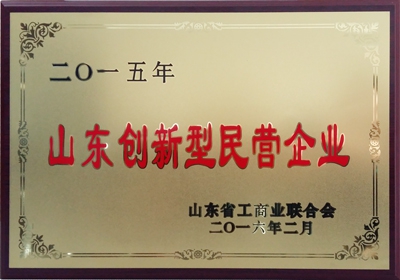 二〇一五年
山东创新型民营企业
山东省工商业联合会
二〇一六年二月